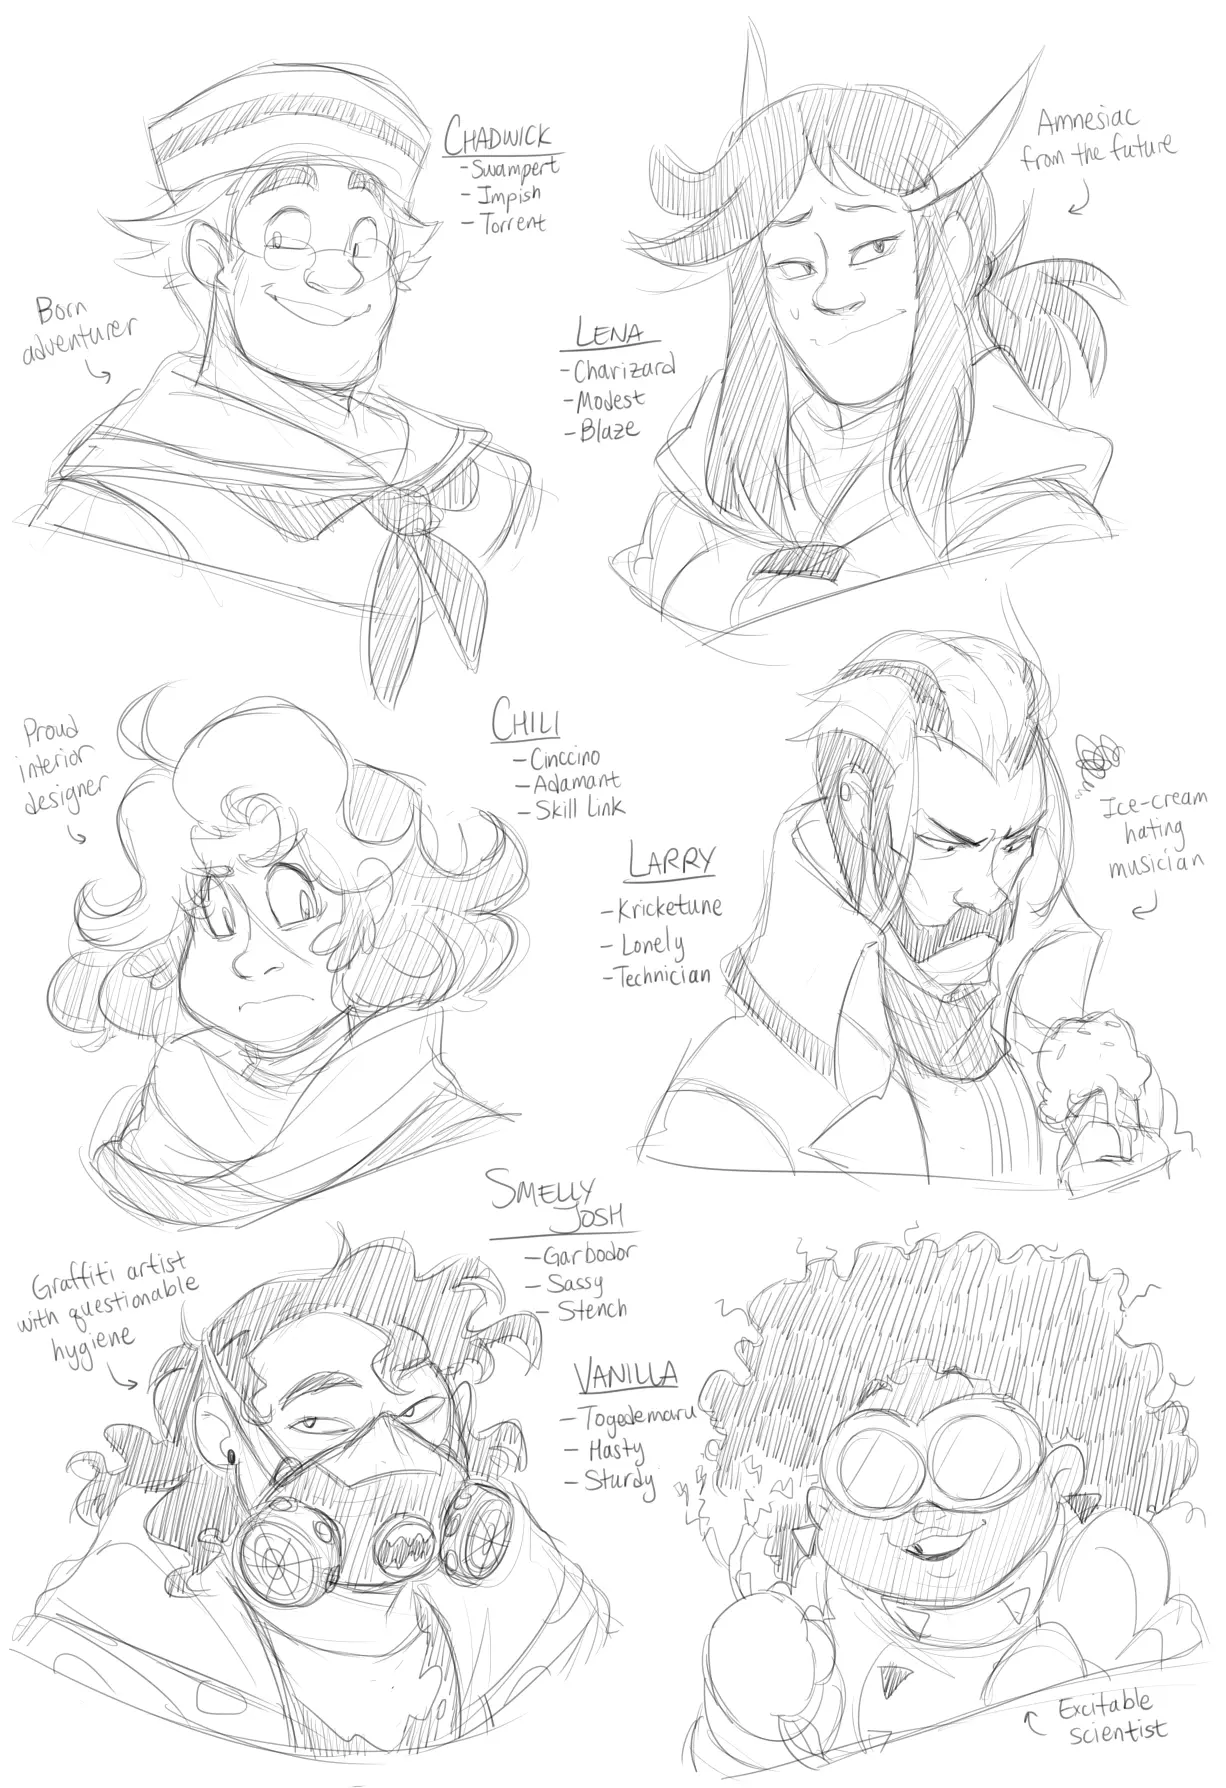 CHADWICK
- Swampert
- Impish
- Torrent
Born
adventurer
Amnesiac
from the future
LENA
- Charizard
- Modest
- Blaze
Proud
interior
designer
CHILI
- Cinccino
- Adamant
- Skill Link
LARRY
- Kricketune
- Lonely
- Technician
Ice-cream
hating
musician
SMELLY
JOSH
- Garbodor
- Sassy
- Stench
Graffiti artist
with questionable
hygiene
VANILLA
- Togedemaru
- Hasty
- Sturdy
Excitable
scientist